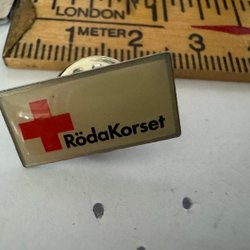 LONDON
1 METER 2 3
RödaKorset